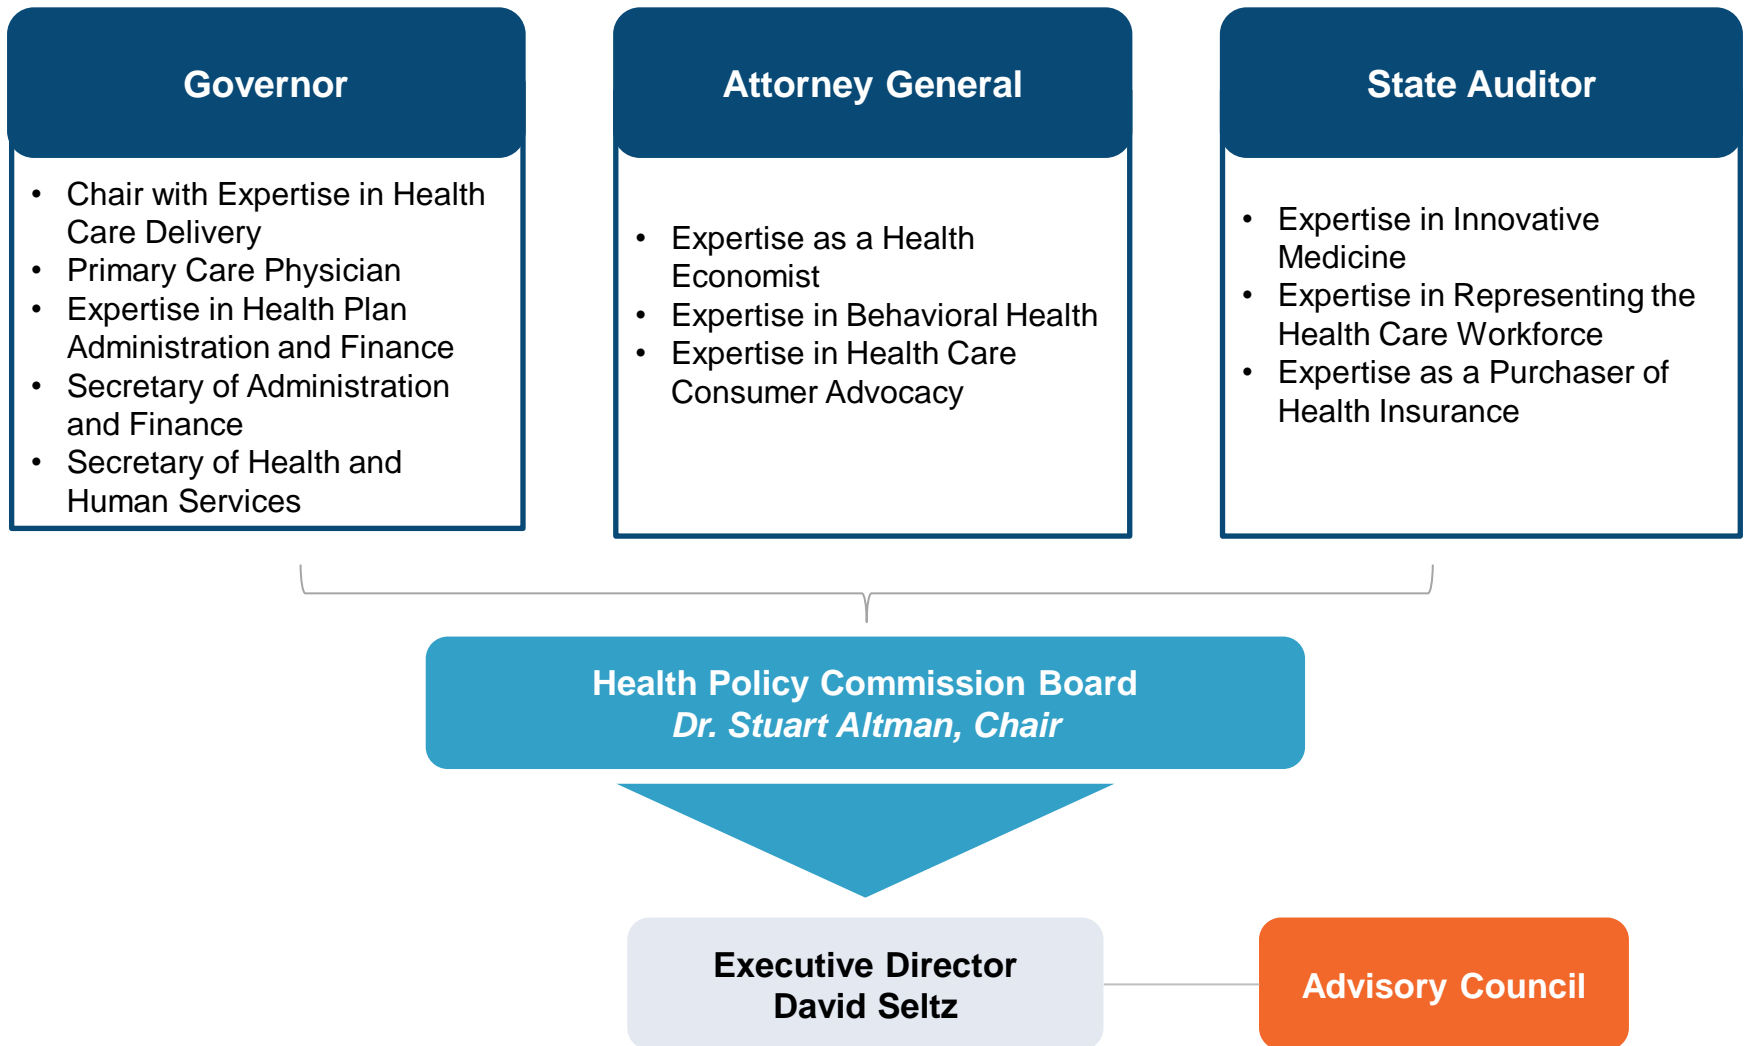 Governor
• Chair with Expertise in Health
Care Delivery
• Primary Care Physician
• Expertise in Health Plan
Administration and Finance
• Secretary of Administration
and Finance
• Secretary of Health and
Human Services
Attorney General
• Expertise as a Health
Economist
• Expertise in Behavioral Health
• Expertise in Health Care
Consumer Advocacy
State Auditor
• Expertise in Innovative
Medicine
• Expertise in Representing the
Health Care Workforce
• Expertise as a Purchaser of
Health Insurance
Health Policy Commission Board
Dr. Stuart Altman, Chair
Executive Director
David Seltz
Advisory Council